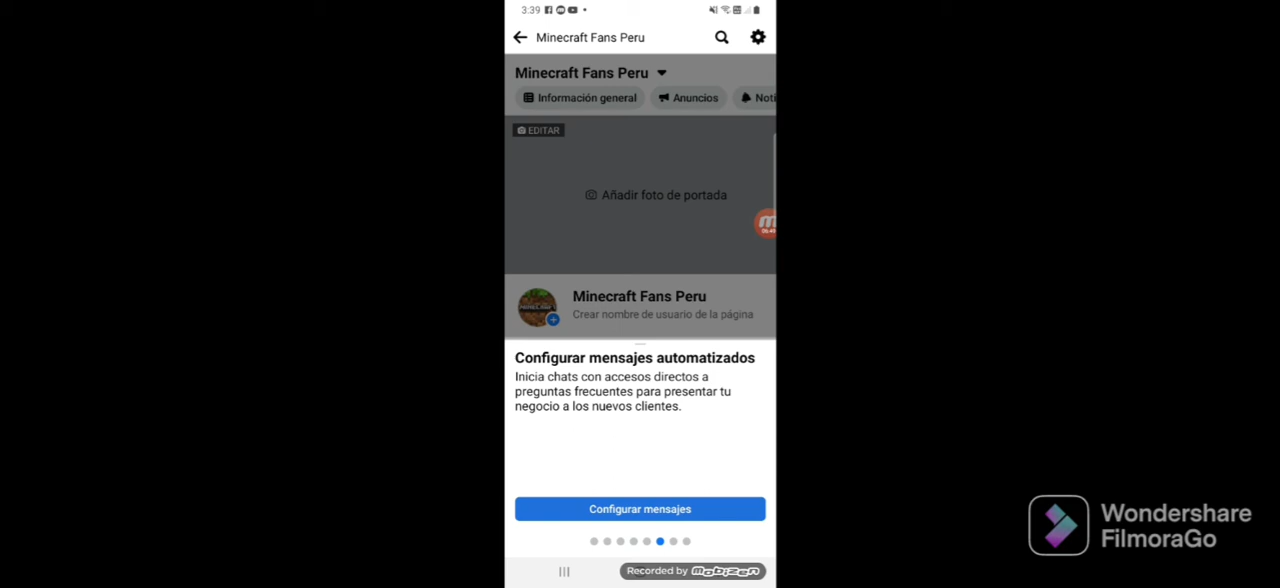 3:39
Minecraft Fans Peru
Minecraft Fans Peru
Información general
Anuncios
Noti
EDITAR
Añadir foto de portada
Minecraft Fans Peru
Crear nombre de usuario de la página
Configurar mensajes automatizados
Inicia chats con accesos directos a
preguntas frecuentes para presentar tu
negocio a los nuevos clientes.
Configurar mensajes
Recorded by mobizen
Wondershare
FilmoraGo